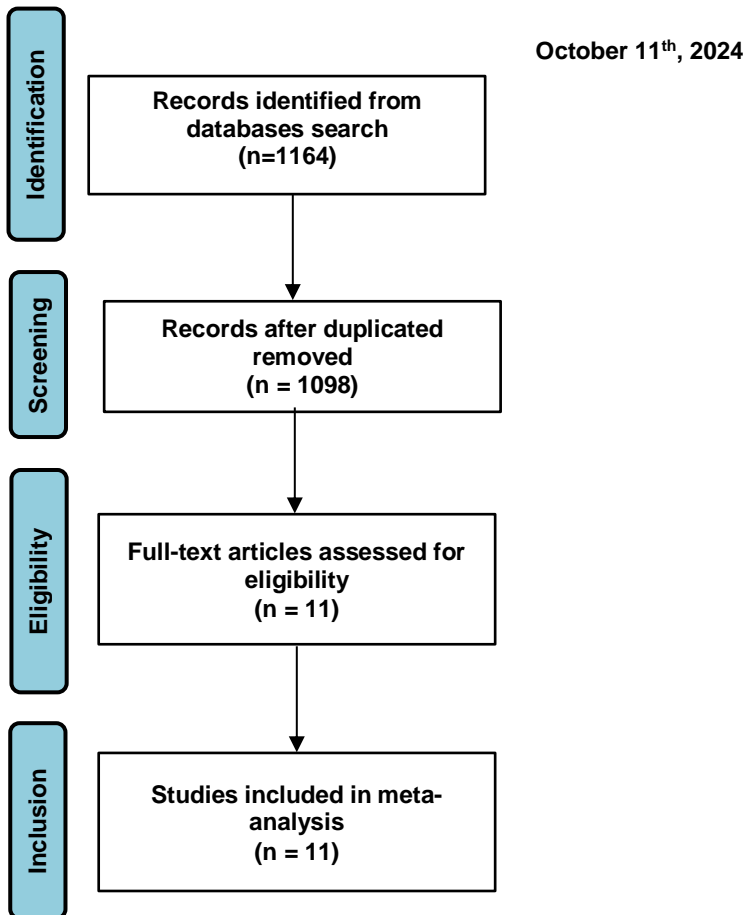 October 11th, 2024
Identification
Records identified from
databases search
(n=1164)
Screening
Records after duplicated
removed
(n = 1098)
Eligibility
Full-text articles assessed for
eligibility
(n = 11)
Inclusion
Studies included in meta-
analysis
(n = 11)